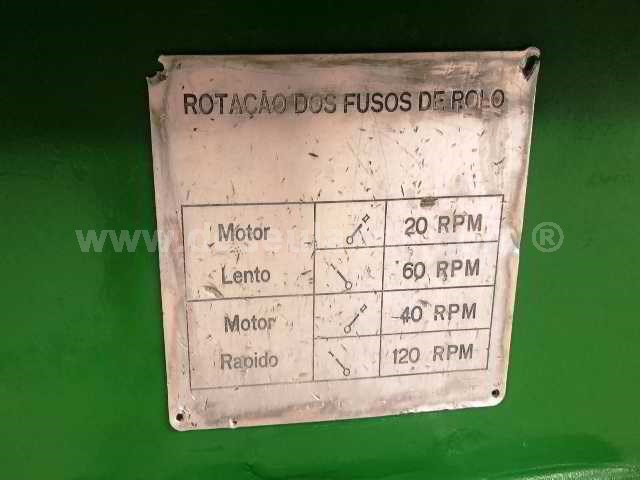 ROTAÇÃO DOS FUSOS DE ROLO
Motor 20 RPM
Lento 60 RPM
Motor 40 RPM
Rapido 120 RPM